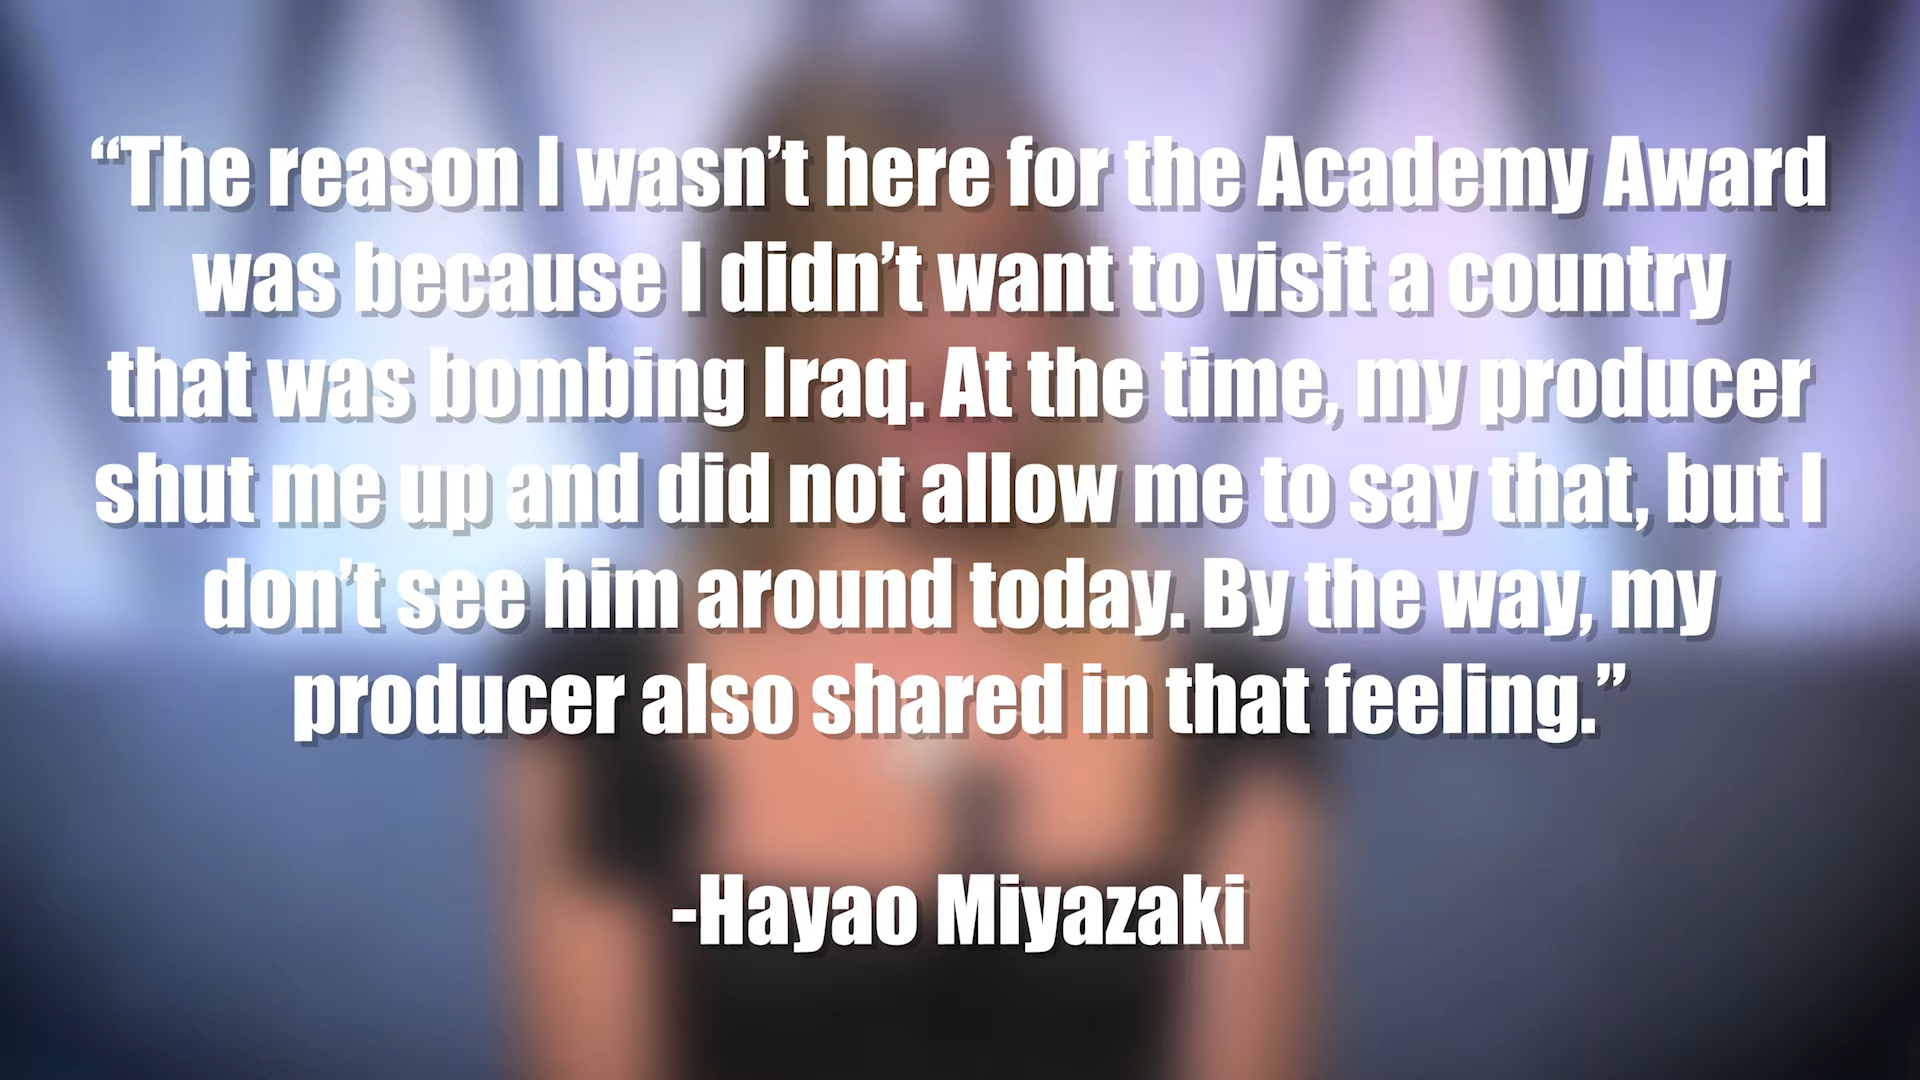 “The reason I wasn’t here for the Academy Award
was because I didn’t want to visit a country
that was bombing Iraq. At the time, my producer
shut me up and did not allow me to say that, but I
don’t see him around today. By the way, my
producer also shared in that feeling.”
-Hayao Miyazaki